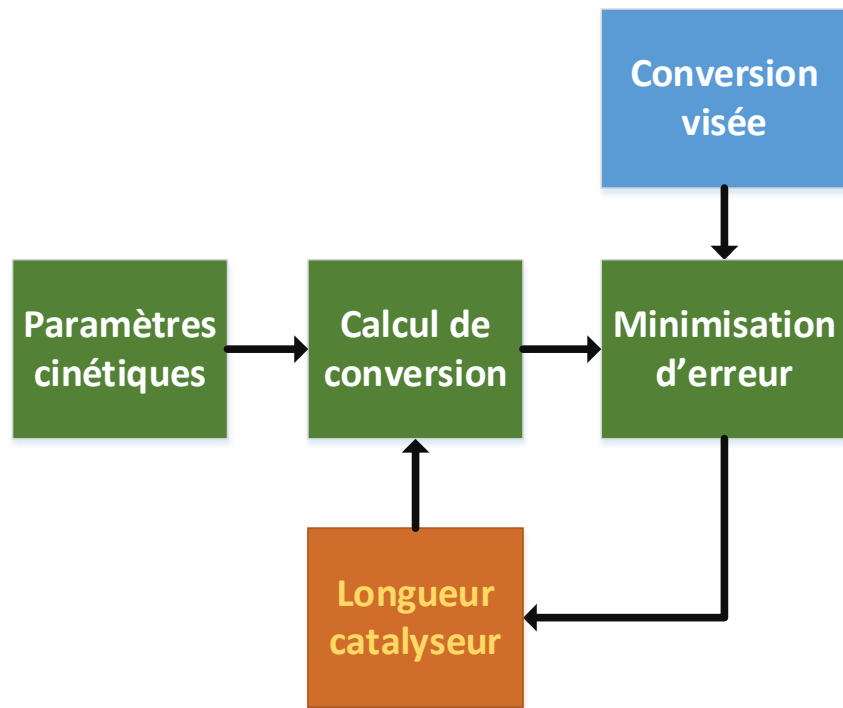 Conversion
visée
Paramètres
cinétiques
Calcul de
conversion
Minimisation
d’erreur
Longueur
catalyseur